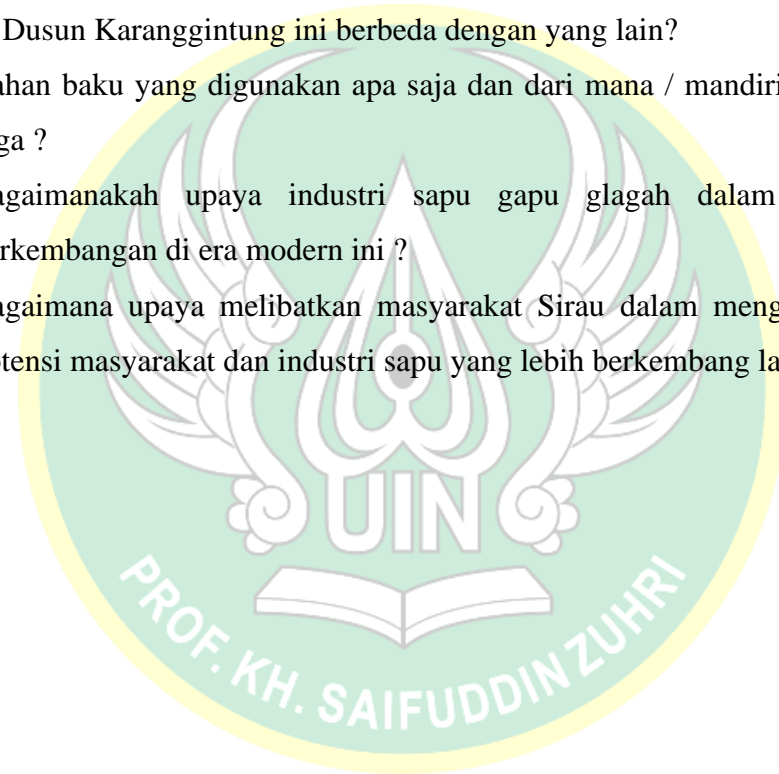 Dusun Karanggintung ini berbeda dengan yang lain?
ahan baku yang digunakan apa saja dan dari mana / mandiri
ga ?
agaimanakah upaya industri sapu gapu glagah dalam
rkembangan di era modern ini ?
agaimana upaya melibatkan masyarakat Sirau dalam meng
otensi masyarakat dan industri sapu yang lebih berkembang la
UIN
PROF. KH. SAIFUDDIN ZUHRI